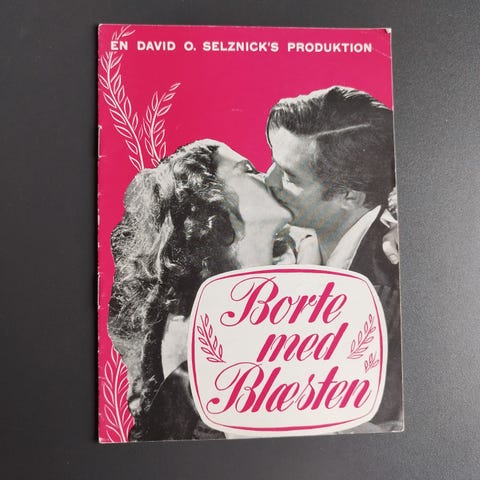 EN DAVID O. SELZNICK'S PRODUKTION
Borte
med
Blæsten